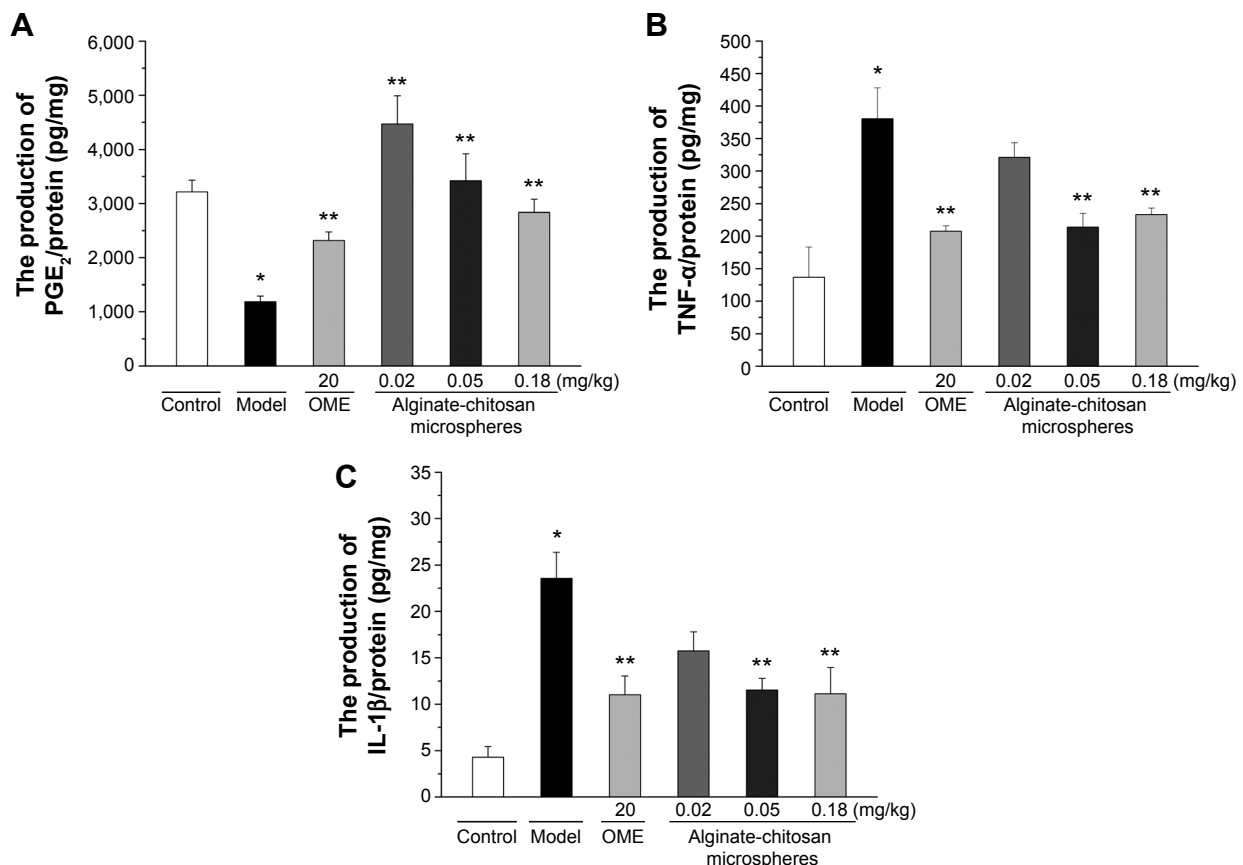 A
The production of
PGE₂/protein (pg/mg)
6,000
5,000
4,000
3,000
2,000
1,000
0
*
**
**
**
**
20
0.02
0.05
0.18 (mg/kg)
Control
Model
OME
Alginate-chitosan
microspheres
B
The production of
TNF-α/protein (pg/mg)
500
450
400
350
300
250
200
150
100
50
0
*
**
**
**
20
0.02
0.05
0.18 (mg/kg)
Control
Model
OME
Alginate-chitosan
microspheres
C
The production of
IL-1β/protein (pg/mg)
35
30
25
20
15
10
5
0
*
**
**
**
20
0.02
0.05
0.18 (mg/kg)
Control
Model
OME
Alginate-chitosan
microspheres